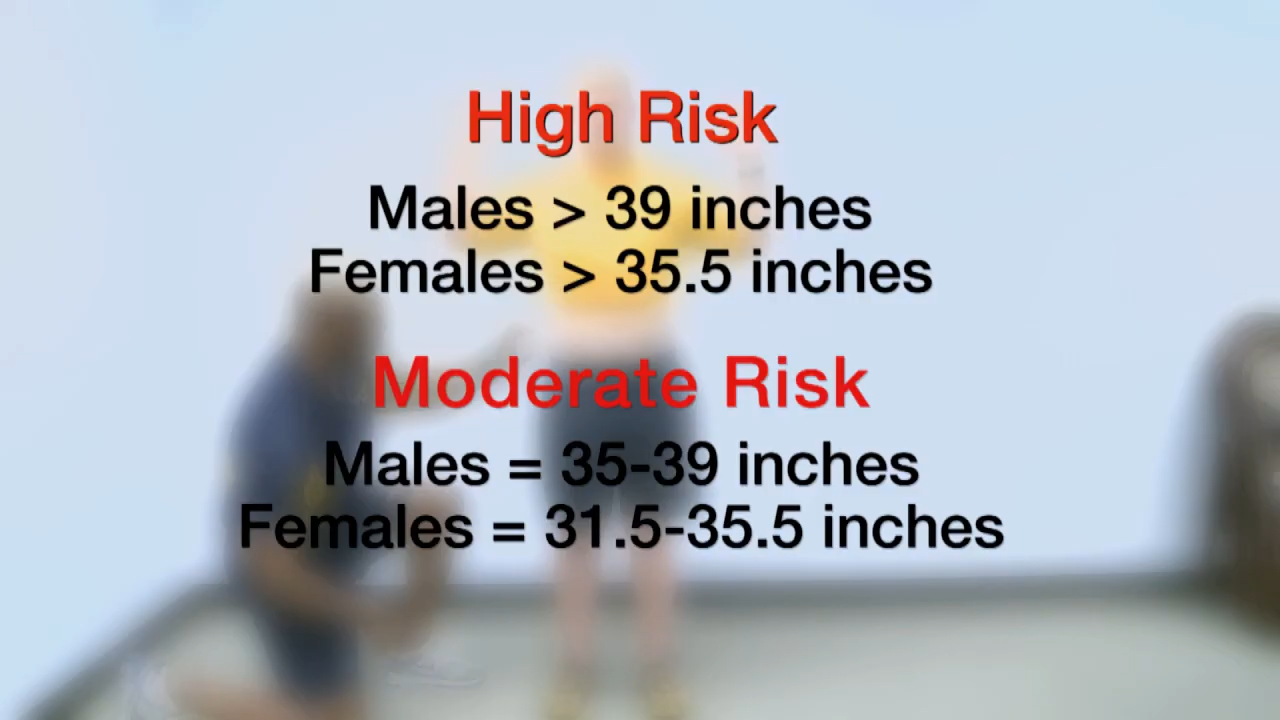 High Risk
Males > 39 inches
Females > 35.5 inches
Moderate Risk
Males = 35-39 inches
Females = 31.5-35.5 inches